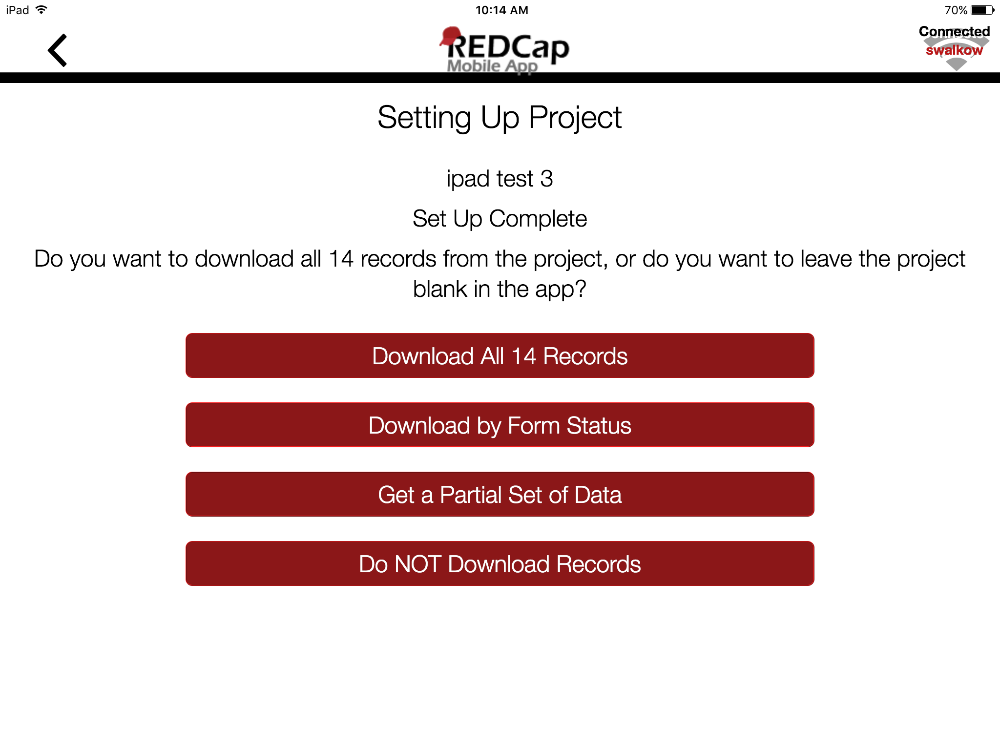 iPad 10:14 AM 70%
REDCap
Mobile App
Connected
swalkow
Setting Up Project
ipad test 3
Set Up Complete
Do you want to download all 14 records from the project, or do you want to leave the project
blank in the app?
Download All 14 Records
Download by Form Status
Get a Partial Set of Data
Do NOT Download Records